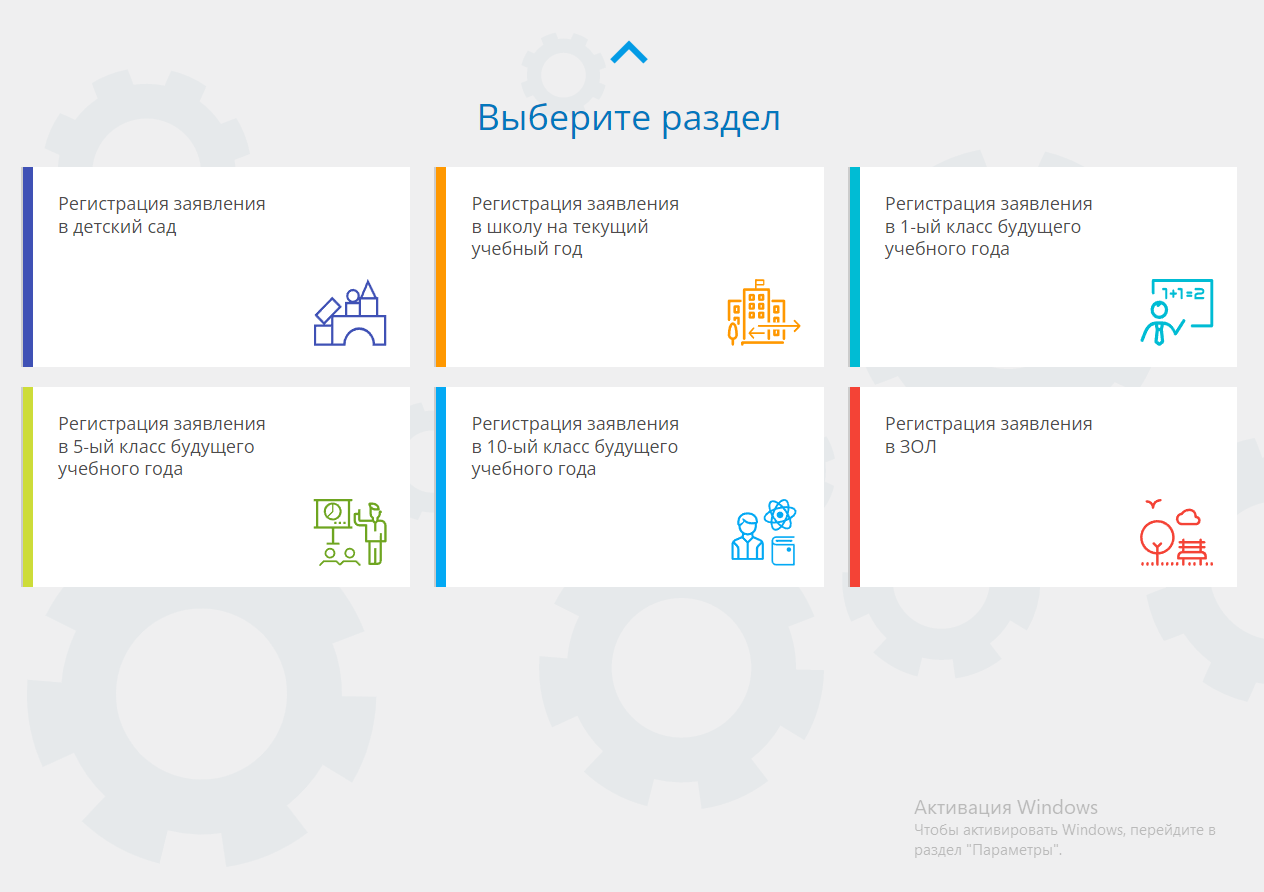 Выберите раздел
Регистрация заявления
в детский сад
Регистрация заявления
в школу на текущий
учебный год
Регистрация заявления
в 1-ый класс будущего
учебного года
1+1=2
Регистрация заявления
в 5-ый класс будущего
учебного года
Регистрация заявления
в 10-ый класс будущего
учебного года
Регистрация заявления
в ЗОЛ
Активация Windows
Чтобы активировать Windows, перейдите в
раздел "Параметры".